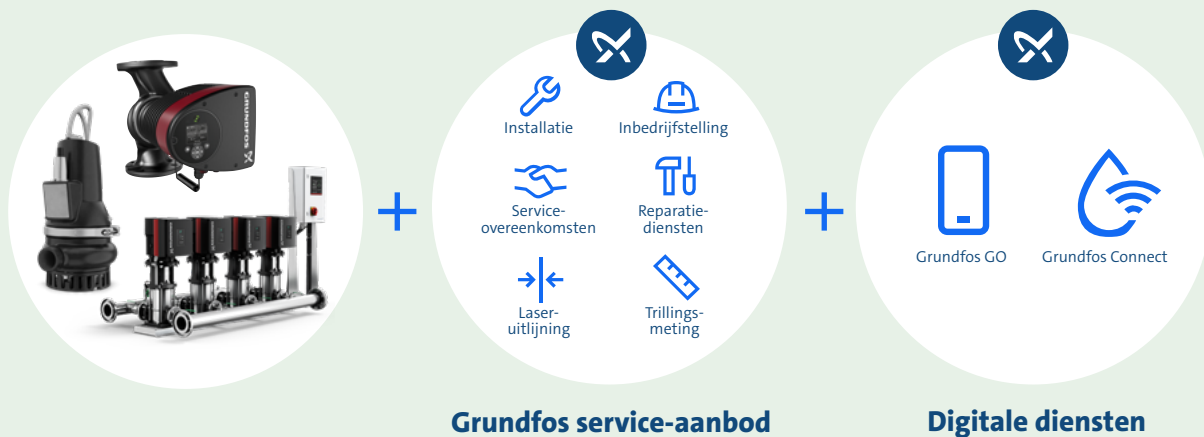 GRUNDFOS
Installatie
Inbedrijfstelling
Service-
overeenkomsten
Reparatie-
diensten
Laser-
uitlijning
Trillings-
meting
Grundfos GO
Grundfos Connect
Grundfos service-aanbod
Digitale diensten